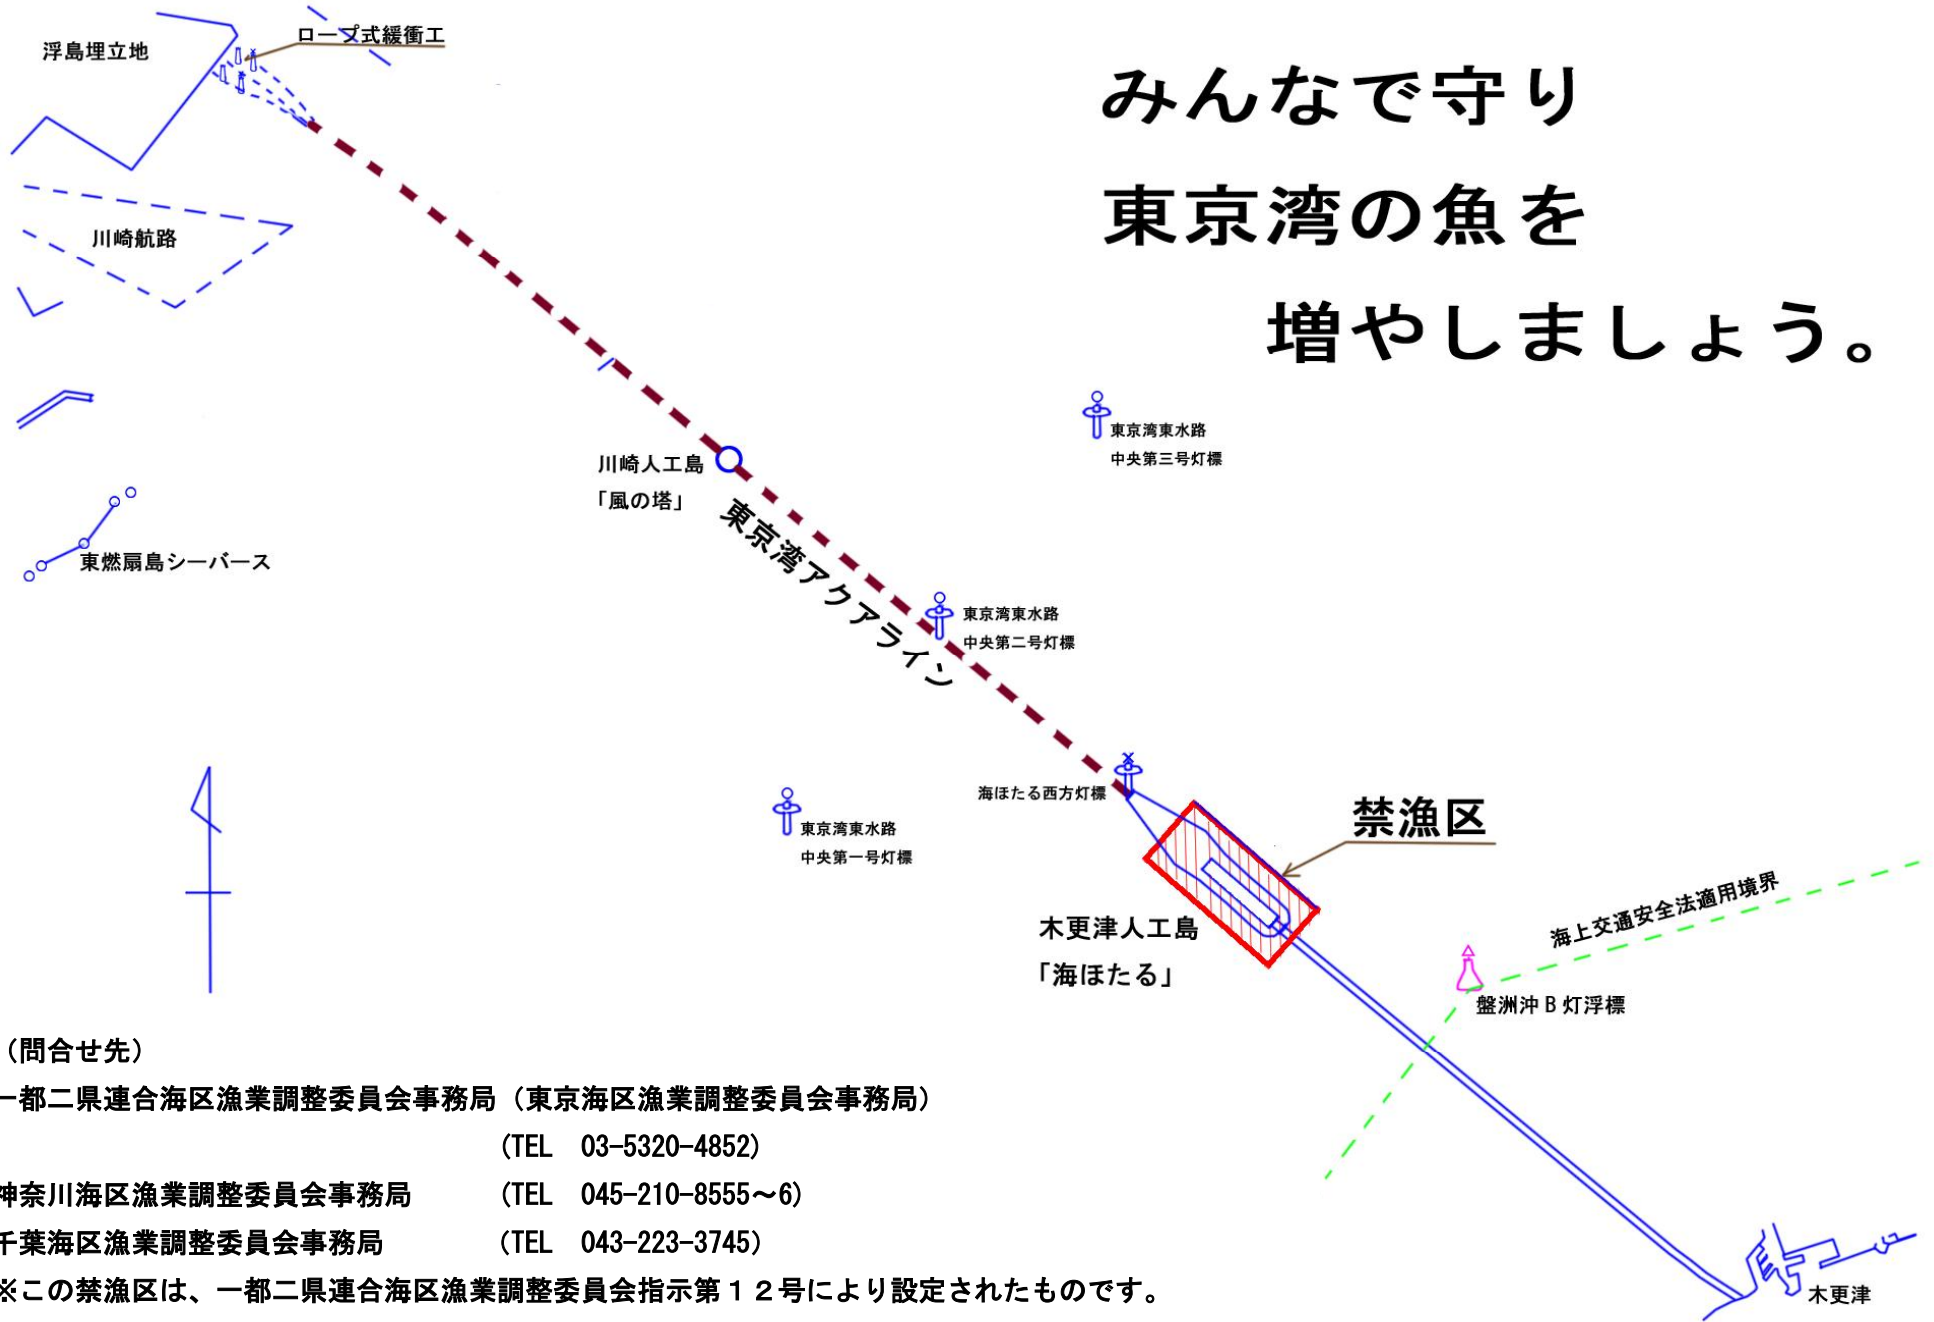 みんなで守り
東京湾の魚を
増やしましょう。
浮島埋立地
ロープ式緩衝工
川崎航路
東京湾東水路
中央第三号灯標
川崎人工島
「風の塔」
東京湾アクアライン
東燃扇島シーバース
東京湾東水路
中央第二号灯標
海ほたる西方灯標
東京湾東水路
中央第一号灯標
禁漁区
木更津人工島
「海ほたる」
海上交通安全法適用境界
盤洲沖B灯浮標
木更津
（問合せ先）
一都二県連合海区漁業調整委員会事務局（東京海区漁業調整委員会事務局）
(TEL　03-5320-4852)
神奈川海区漁業調整委員会事務局　(TEL　045-210-8555～6)
千葉海区漁業調整委員会事務局　(TEL　043-223-3745)
※この禁漁区は、一都二県連合海区漁業調整委員会指示第１２号により設定されたものです。